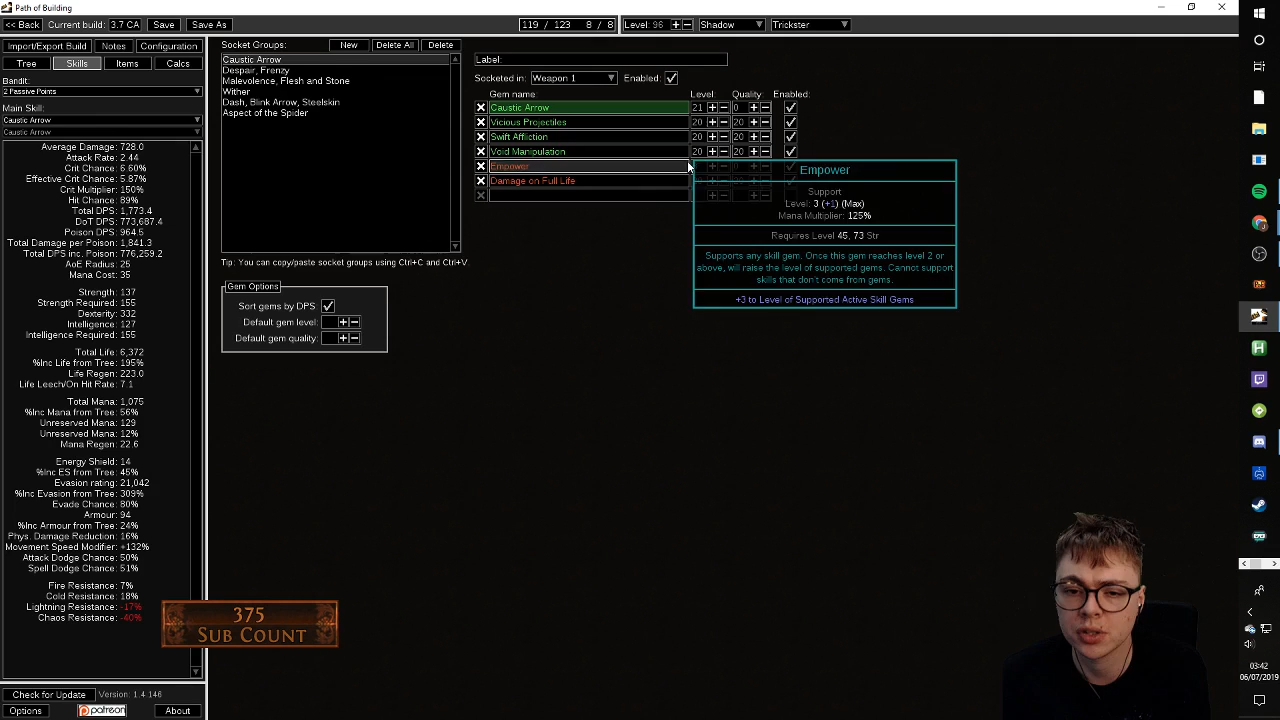 Path of Building
<< Back Current build: 3.7 CA Save Save As 119 / 123 8 / 8 Level: 96 + - Shadow Trickster
Import/Export Build Notes Configuration
Tree Skills Items Calcs
Bandit:
2 Passive Points
Main Skill:
Caustic Arrow
Caustic Arrow
Average Damage: 728.0
Attack Rate: 2.44
Crit Chance: 6.60%
Effective Crit Chance: 5.87%
Crit Multiplier: 150%
Hit Chance: 89%
Total DPS: 1,773.4
DoT DPS: 773,687.4
Poison DPS: 964.5
Total Damage per Poison: 1,841.3
Total DPS inc. Poison: 776,259.2
AoE Radius: 25
Mana Cost: 35
Strength: 137
Strength Required: 155
Dexterity: 332
Intelligence: 127
Intelligence Required: 155
Total Life: 6,372
%Inc Life from Tree: 195%
Life Regen: 223.0
Life Leech/On Hit Rate: 7.1
Total Mana: 1,075
%Inc Mana from Tree: 56%
Unreserved Mana: 129
Unreserved Mana: 12%
Mana Regen: 22.6
Energy Shield: 14
%Inc ES from Tree: 45%
Evasion rating: 21,042
%Inc Evasion from Tree: 309%
Evade Chance: 80%
Armour: 94
%Inc Armour from Tree: 24%
Phys. Damage Reduction: 16%
Movement Speed Modifier: +132%
Attack Dodge Chance: 50%
Spell Dodge Chance: 51%
Fire Resistance: 7%
Cold Resistance: 18%
Lightning Resistance: -17%
Chaos Resistance: -40%
Check for Update Version: 1.4.146
Options patreon About
Socket Groups: New Delete All Delete
Caustic Arrow
Despair, Frenzy
Malevolence, Flesh and Stone
Wither
Dash, Blink Arrow, Steelskin
Aspect of the Spider
Tip: You can copy/paste socket groups using Ctrl+C and Ctrl+V.
Gem Options
Sort gems by DPS:
Default gem level: + -
Default gem quality: + -
Label:
Socketed in: Weapon 1 Enabled:
Gem name: Level: Quality: Enabled:
Caustic Arrow 21 + - 0 + -
Vicious Projectiles 20 + - 20 + -
Swift Affliction 20 + - 20 + -
Void Manipulation 20 + - 20 + -
Empower
Damage on Full Life
Empower
Support
Level: 3 (+1) (Max)
Mana Multiplier: 125%
Requires Level 45, 73 Str
Supports any skill gem. Once this gem reaches level 2 or
above, will raise the level of supported gems. Cannot support
skills that don't come from gems.
+3 to Level of Supported Active Skill Gems
375
SUB COUNT
03:42
06/07/2019